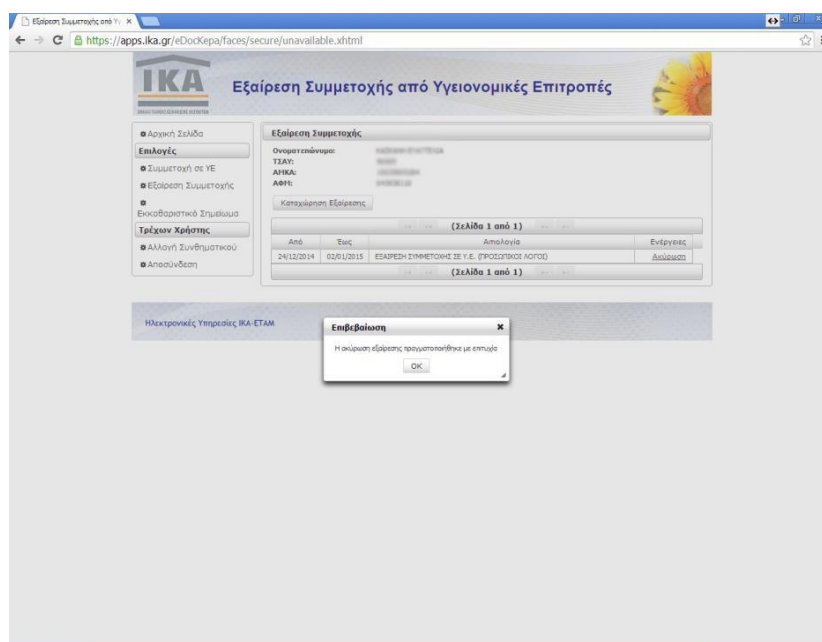 Εξαίρεση Συμμετοχής από Υγ
https://apps.ika.gr/eDocKepa/faces/secure/unavailable.xhtml
ΙΚΑ
Εξαίρεση Συμμετοχής από Υγειονομικές Επιτροπές
Αρχική Σελίδα
Επιλογές
Συμμετοχή σε ΥΕ
Εξαίρεση Συμμετοχής
Εκκαθαριστικό Σημείωμα
Τρέχων Χρήστης
Αλλαγή Συνθηματικού
Αποσύνδεση
Εξαίρεση Συμμετοχής
Ονοματεπώνυμο:
ΤΣΑΥ:
ΑΜΚΑ:
ΑΦΜ:
Καταχώρηση Εξαίρεσης
(Σελίδα 1 από 1)
Από Έως Αιτιολογία Ενέργειες
24/12/2014 02/01/2015 ΕΞΑΙΡΕΣΗ ΣΥΜΜΕΤΟΧΗΣ ΣΕ Υ.Ε. (ΠΡΟΣΩΠΙΚΟΙ ΛΟΓΟΙ) Ακύρωση
(Σελίδα 1 από 1)
Ηλεκτρονικές Υπηρεσίες ΙΚΑ-ΕΤΑΜ
Επιβεβαίωση
Η ακύρωση εξαίρεσης πραγματοποιήθηκε με επιτυχία
OK